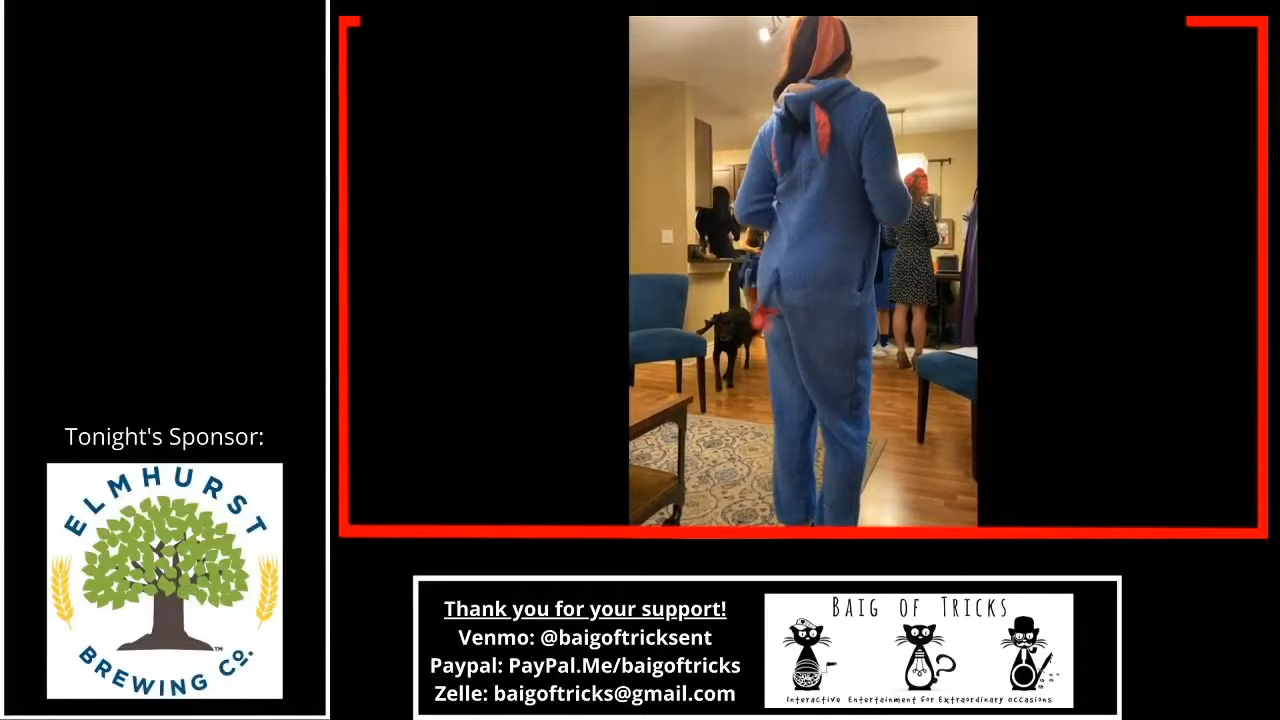 Tonight's Sponsor:
ELMHURST
BREWING CO.
TM
Thank you for your support!
Venmo: @baigoftricksent
Paypal: PayPal.Me/baigoftricks
Zelle: baigoftricks@gmail.com
BAIG OF TRICKS
Interactive Entertainment for Extraordinary occasions